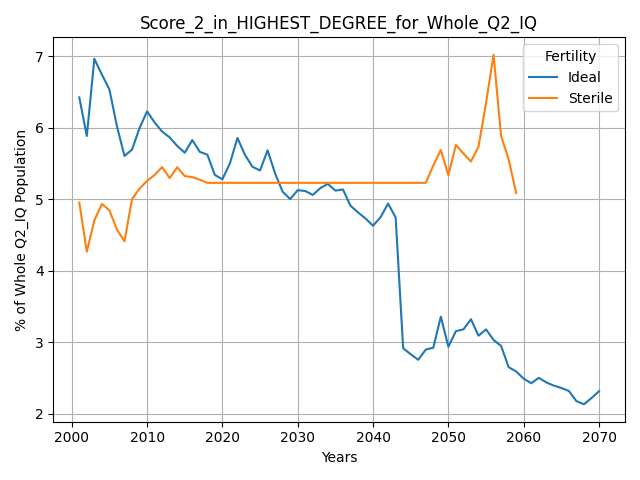 Score_2_in_HIGHEST_DEGREE_for_Whole_Q2_IQ
% of Whole Q2_IQ Population
7
6
5
4
3
2
Fertility
Ideal
Sterile
2000 2010 2020 2030 2040 2050 2060 2070
Years